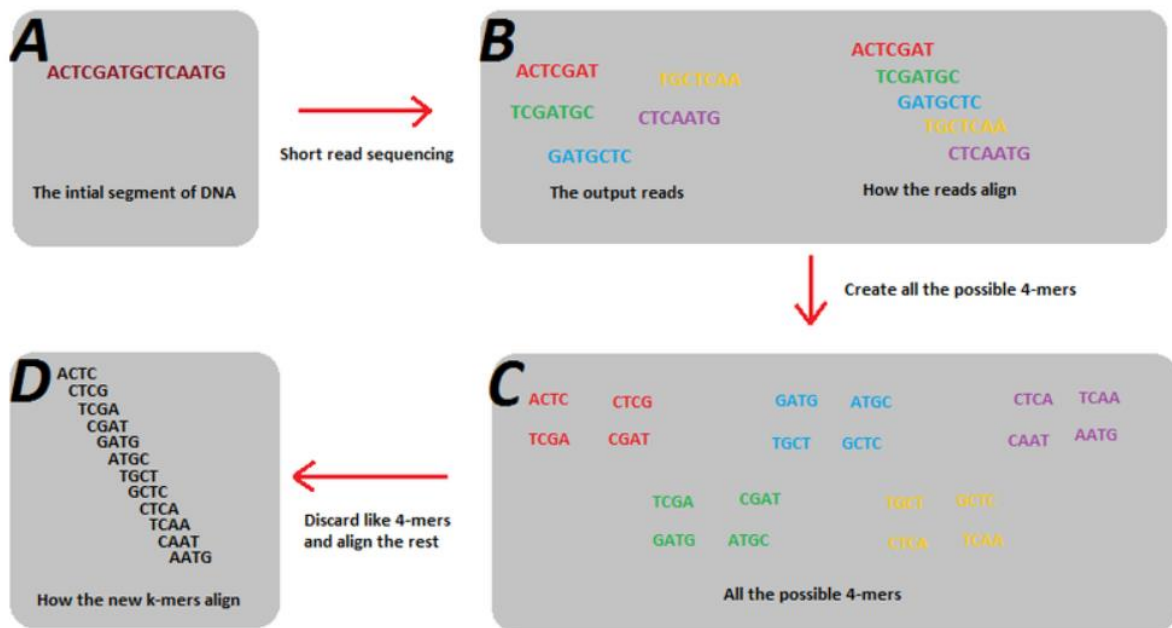 A
ACTCGATGCTCAATG
The intial segment of DNA
Short read sequencing
B
ACTCGAT
TGCTCAA
TCGATGC
CTCAATG
GATGCTC
The output reads
ACTCGAT
TCGATGC
GATGCTC
TGCTCAA
CTCAATG
How the reads align
Create all the possible 4-mers
C
ACTC CTCG
TCGA CGAT
GATG ATGC
TGCT GCTC
CTCA TCAA
CAAT AATG
TCGA CGAT
GATG ATGC
TGCT GCTC
CTCA TCAA
All the possible 4-mers
Discard like 4-mers
and align the rest
D
ACTC
CTCG
TCGA
CGAT
GATG
ATGC
TGCT
GCTC
CTCA
TCAA
CAAT
AATG
How the new k-mers align